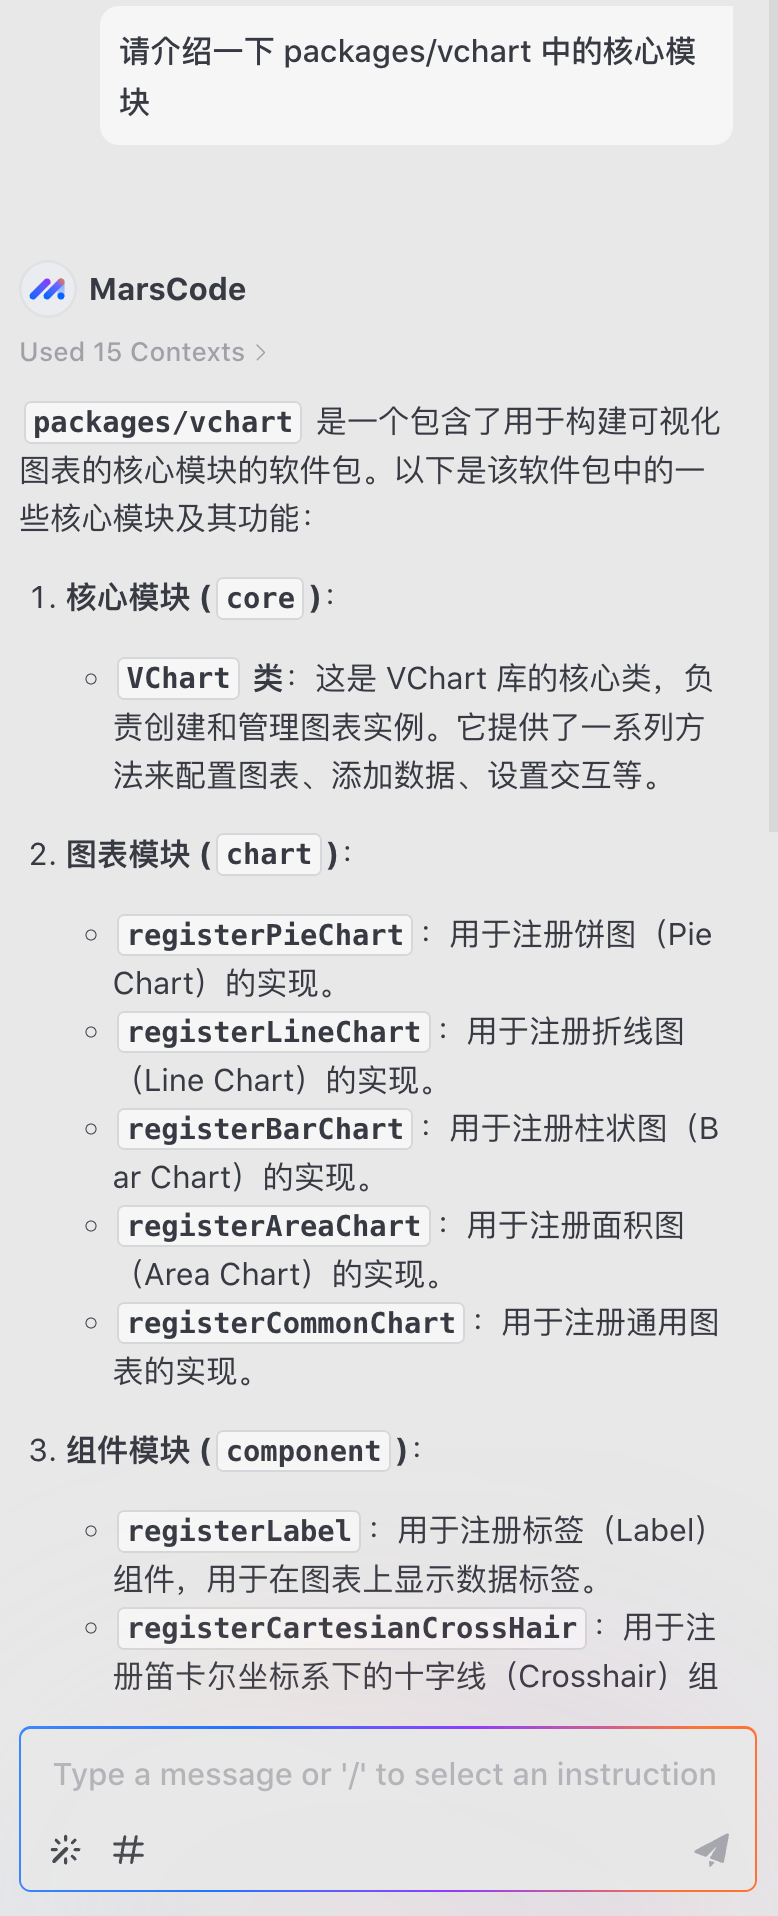 请介绍一下 packages/vchart 中的核心模
块
MarsCode
Used 15 Contexts >
packages/vchart 是一个包含了用于构建可视化
图表的核心模块的软件包。以下是该软件包中的一
些核心模块及其功能：
1. 核心模块 ( core )：
VChart 类：这是 VChart 库的核心类，负
责创建和管理图表实例。它提供了一系列方
法来配置图表、添加数据、设置交互等。
2. 图表模块 ( chart )：
registerPieChart ：用于注册饼图（Pie
Chart）的实现。
registerLineChart ：用于注册折线图
（Line Chart）的实现。
registerBarChart ：用于注册柱状图（B
ar Chart）的实现。
registerAreaChart ：用于注册面积图
（Area Chart）的实现。
registerCommonChart ：用于注册通用图
表的实现。
3. 组件模块 ( component )：
registerLabel ：用于注册标签（Label）
组件，用于在图表上显示数据标签。
registerCartesianCrossHair ：用于注
册笛卡尔坐标系下的十字线（Crosshair）组
Type a message or '/' to select an instruction
#